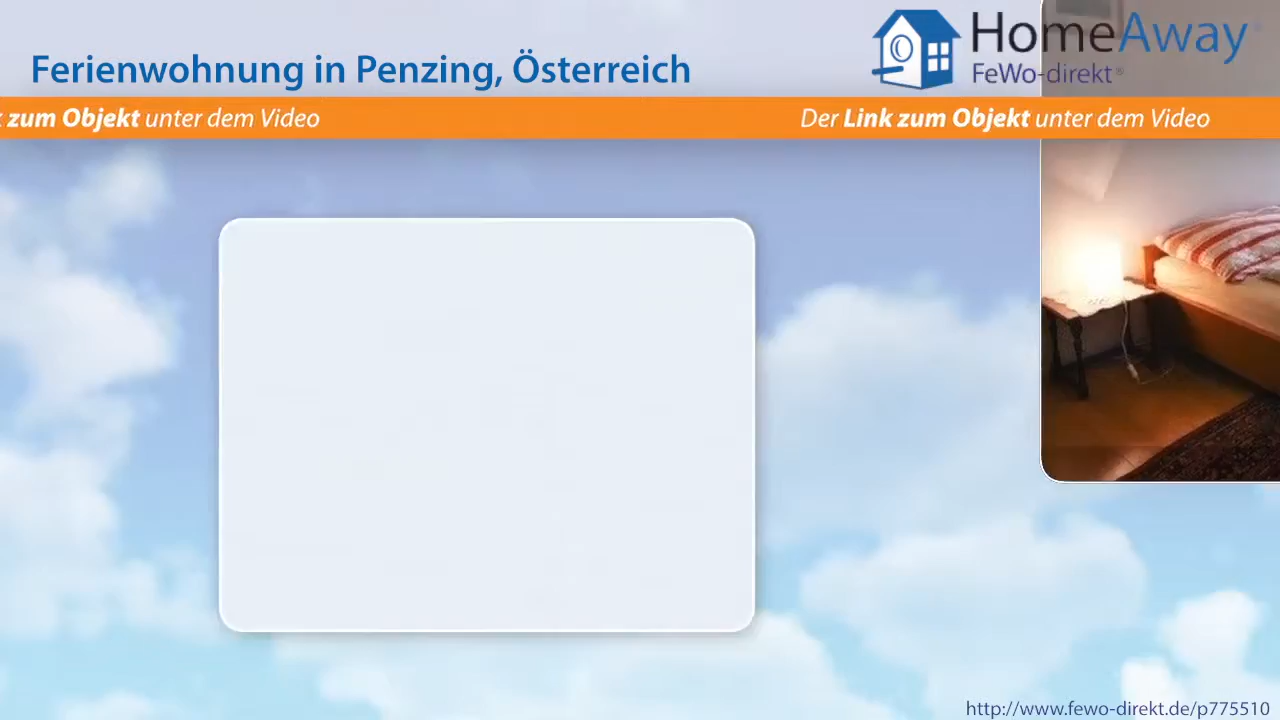 HomeAway®
FeWo-direkt®
Ferienwohnung in Penzing, Österreich
zum Objekt unter dem Video
Der Link zum Objekt unter dem Video
http://www.fewo-direkt.de/p775510